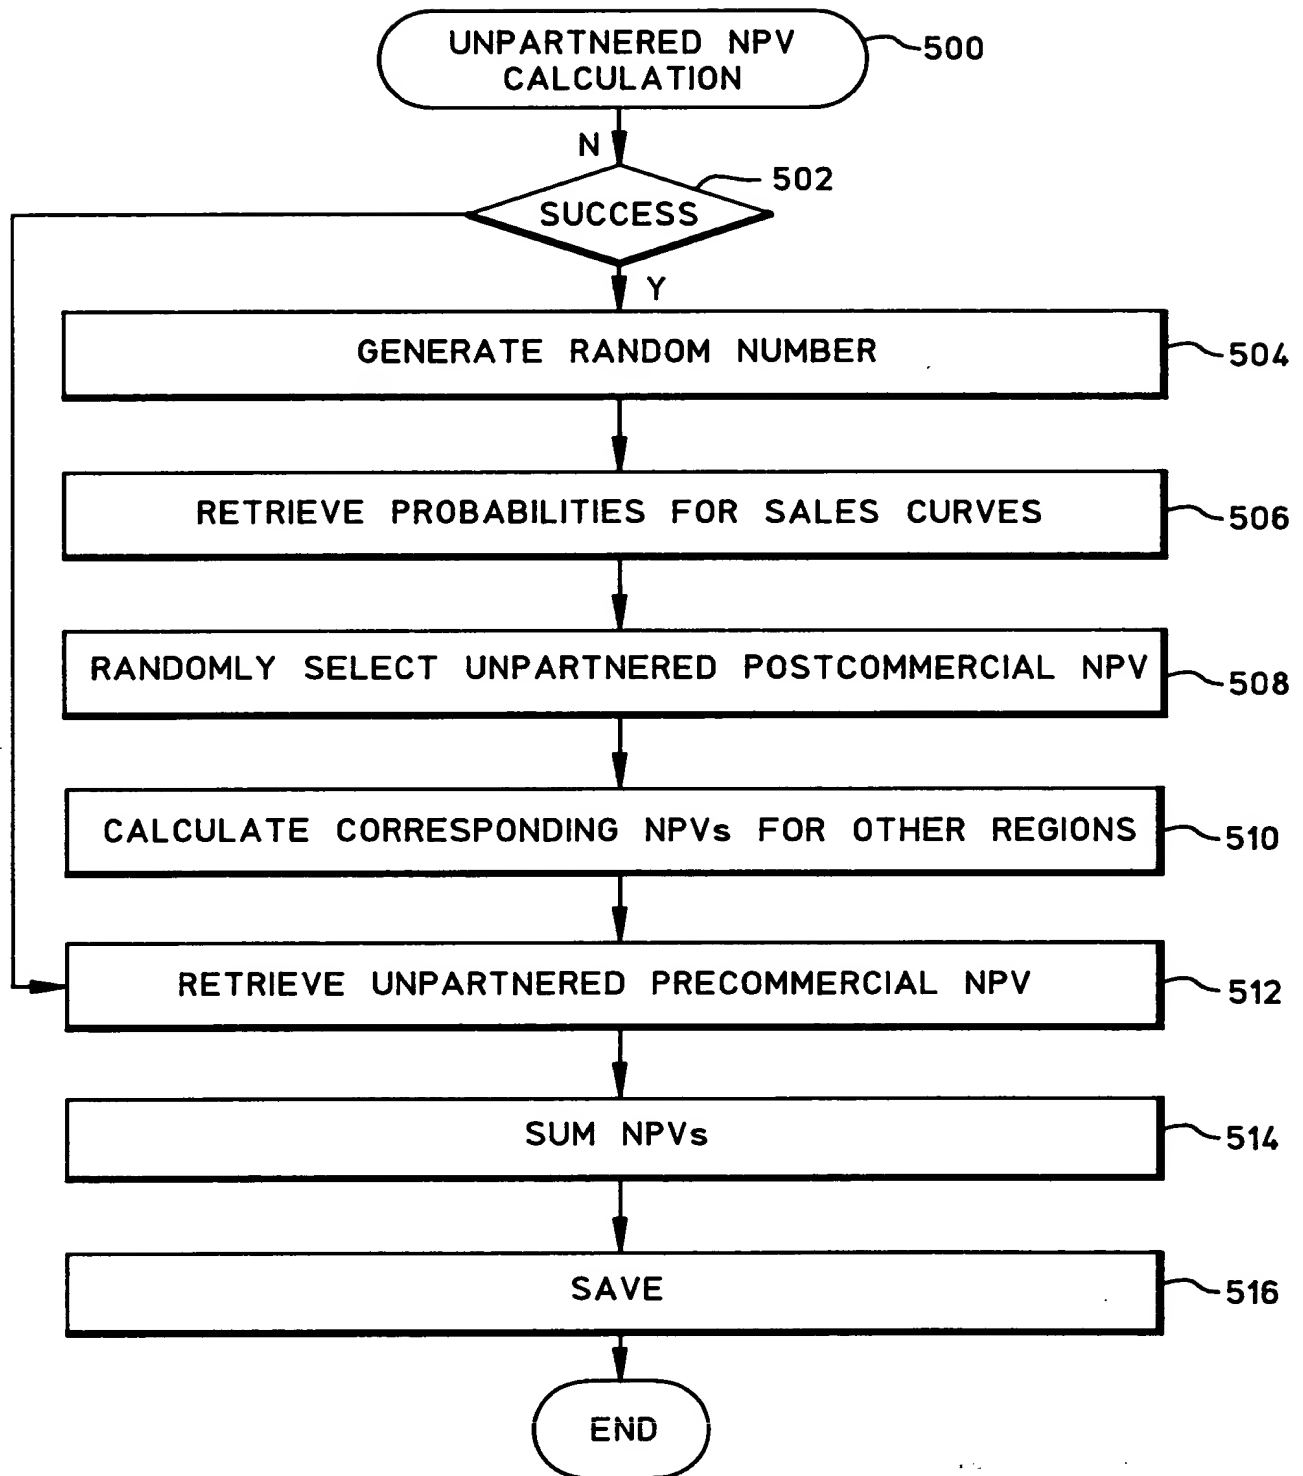 UNPARTNERED NPV
CALCULATION
500
N
502
SUCCESS
Y
GENERATE RANDOM NUMBER
504
RETRIEVE PROBABILITIES FOR SALES CURVES
506
RANDOMLY SELECT UNPARTNERED POSTCOMMERCIAL NPV
508
CALCULATE CORRESPONDING NPVs FOR OTHER REGIONS
510
RETRIEVE UNPARTNERED PRECOMMERCIAL NPV
512
SUM NPVs
514
SAVE
516
END